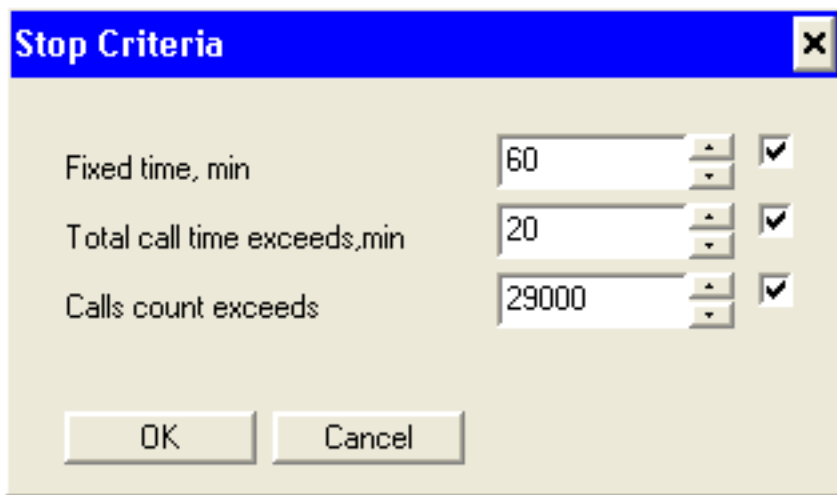 Stop Criteria
Fixed time, min 60
Total call time exceeds,min 20
Calls count exceeds 29000
OK Cancel